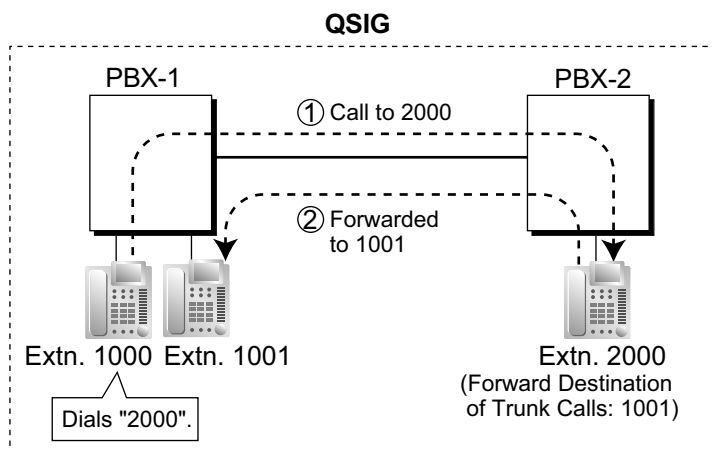 QSIG
PBX-1
PBX-2
① Call to 2000
② Forwarded
to 1001
Extn. 1000
Extn. 1001
Extn. 2000
(Forward Destination
of Trunk Calls: 1001)
Dials "2000".